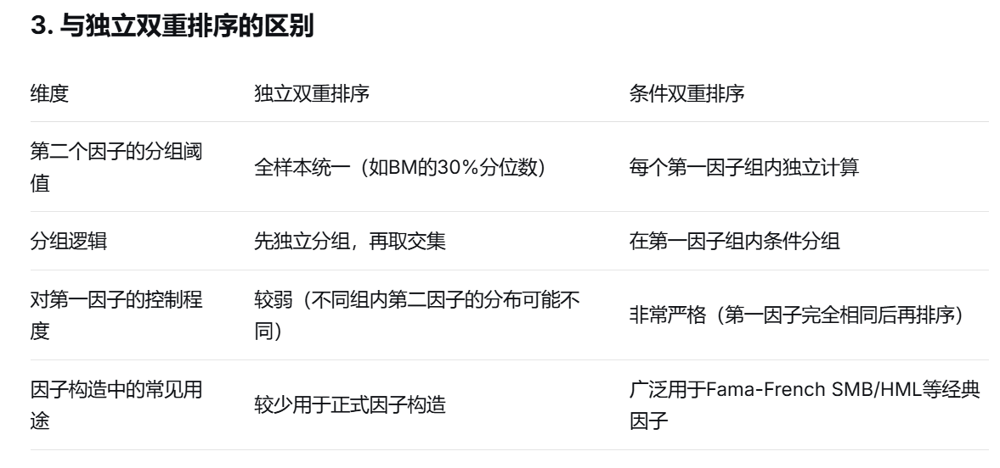 3. 与独立双重排序的区别
维度 独立双重排序 条件双重排序
第二个因子的分组阈
值
全样本统一（如BM的30%分位数）
每个第一因子组内独立计算
分组逻辑 先独立分组，再取交集 在第一因子组内条件分组
对第一因子的控制程
度
较弱（不同组内第二因子的分布可能不
同）
非常严格（第一因子完全相同后再排序）
因子构造中的常见用
途
较少用于正式因子构造
广泛用于Fama-French SMB/HML等经典
因子